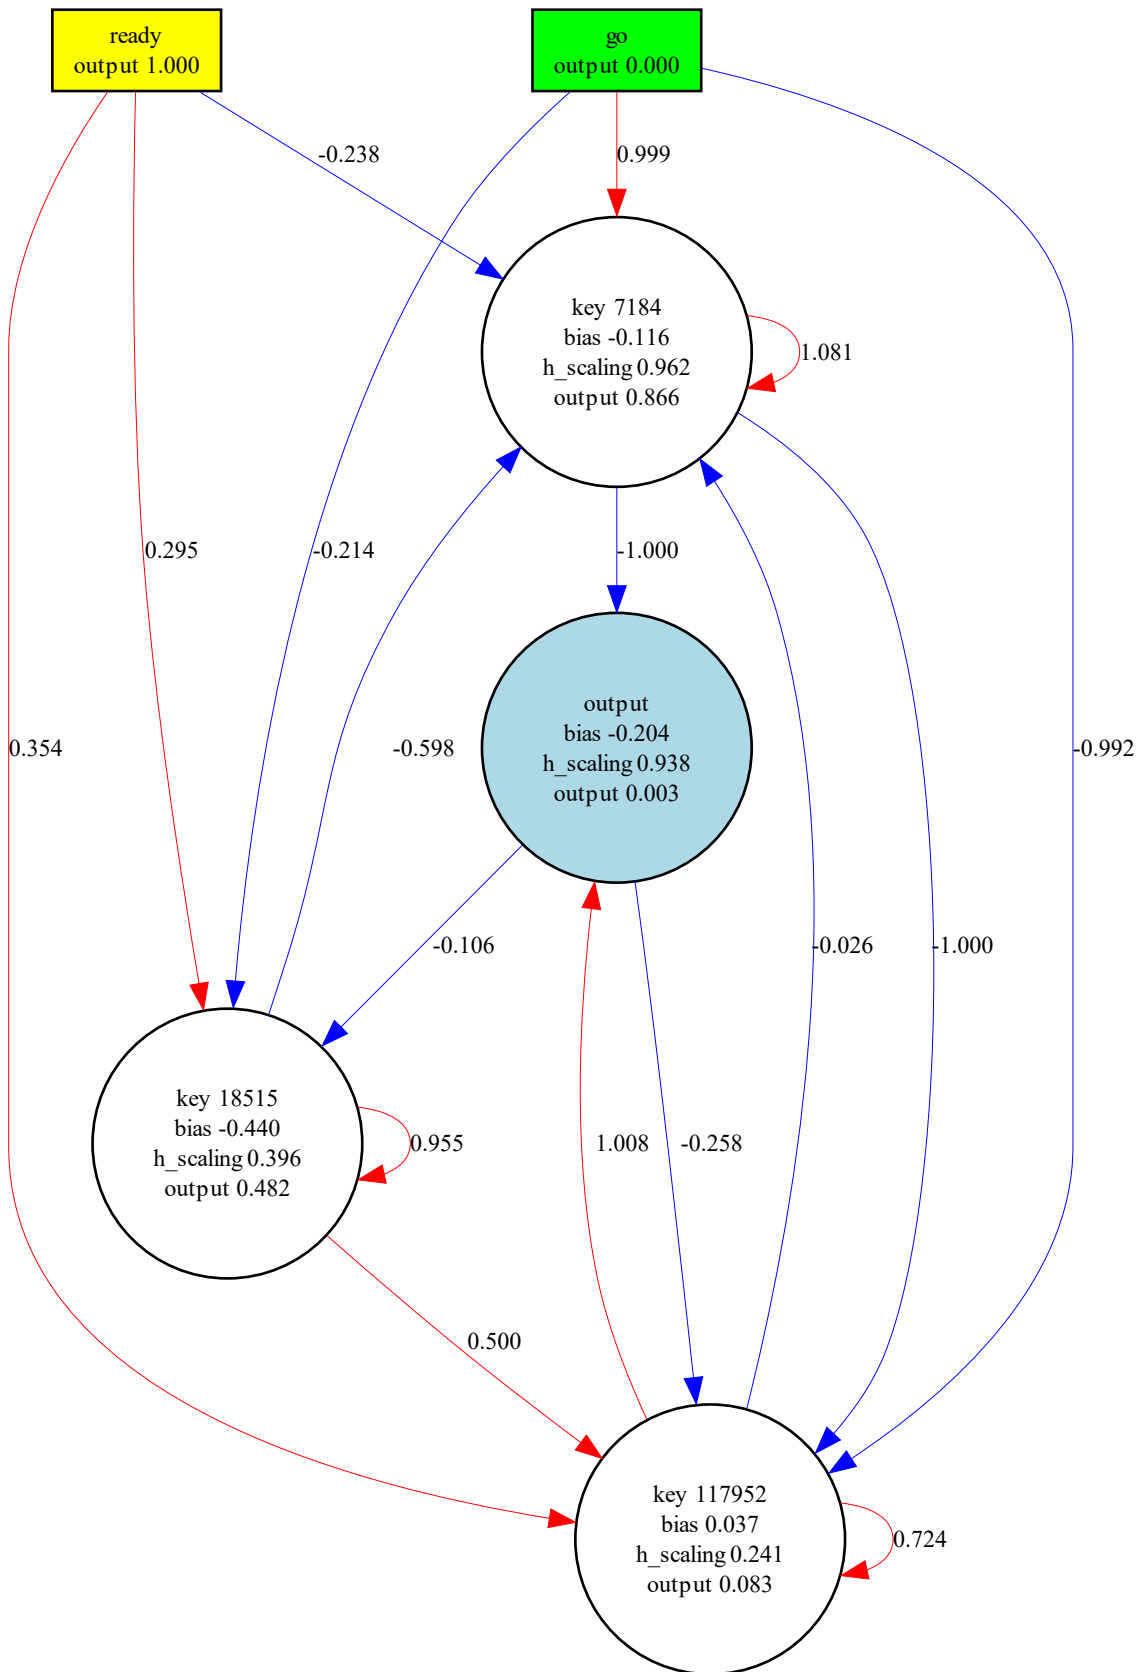 ready
output 1.000
go
output 0.000
-0.238
0.999
key 7184
bias -0.116
h_scaling 0.962
output 0.866
1.081
0.295
-0.214
-1.000
output
bias -0.204
h_scaling 0.938
output 0.003
0.354
-0.598
-0.992
-0.106
-0.026
-1.000
key 18515
bias -0.440
h_scaling 0.396
output 0.482
0.955
1.008
-0.258
0.500
key 117952
bias 0.037
h_scaling 0.241
output 0.083
0.724